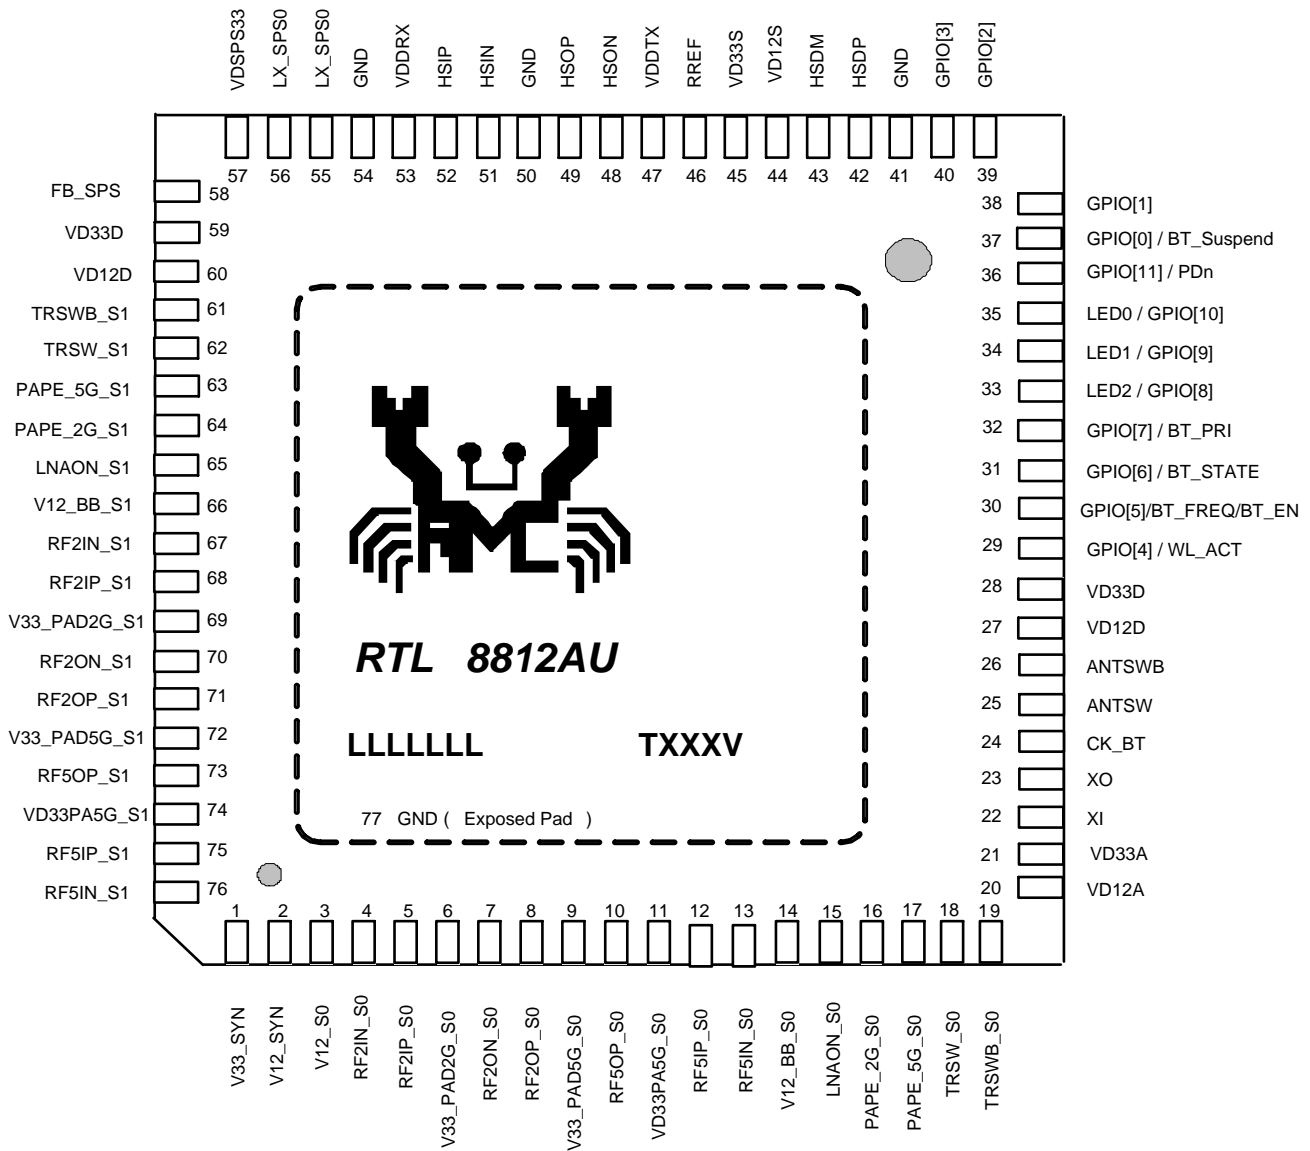 VDSPS33
LX_SPS0
LX_SPS0
GND
VDDRX
HSIP
HSIN
GND
HSOP
HSON
VDDTX
RREF
VD33S
VD12S
HSDM
HSDP
GND
GPIO[3]
GPIO[2]
57 56 55 54 53 52 51 50 49 48 47 46 45 44 43 42 41 40 39
FB_SPS 58
VD33D 59
VD12D 60
TRSWB_S1 61
TRSW_S1 62
PAPE_5G_S1 63
PAPE_2G_S1 64
LNAON_S1 65
V12_BB_S1 66
RF2IN_S1 67
RF2IP_S1 68
V33_PAD2G_S1 69
RF2ON_S1 70
RF2OP_S1 71
V33_PAD5G_S1 72
RF5OP_S1 73
VD33PA5G_S1 74
RF5IP_S1 75
RF5IN_S1 76
38 GPIO[1]
37 GPIO[0] / BT_Suspend
36 GPIO[11] / PDn
35 LED0 / GPIO[10]
34 LED1 / GPIO[9]
33 LED2 / GPIO[8]
32 GPIO[7] / BT_PRI
31 GPIO[6] / BT_STATE
30 GPIO[5]/BT_FREQ/BT_EN
29 GPIO[4] / WL_ACT
28 VD33D
27 VD12D
26 ANTSWB
25 ANTSW
24 CK_BT
23 XO
22 XI
21 VD33A
20 VD12A
RTL 8812AU
LLLLLLL TXXXV
77 GND ( Exposed Pad )
1 2 3 4 5 6 7 8 9 10 11 12 13 14 15 16 17 18 19
V33_SYN
V12_SYN
V12_S0
RF2IN_S0
RF2IP_S0
V33_PAD2G_S0
RF2ON_S0
RF2OP_S0
V33_PAD5G_S0
RF5OP_S0
VD33PA5G_S0
RF5IP_S0
RF5IN_S0
V12_BB_S0
LNAON_S0
PAPE_2G_S0
PAPE_5G_S0
TRSW_S0
TRSWB_S0